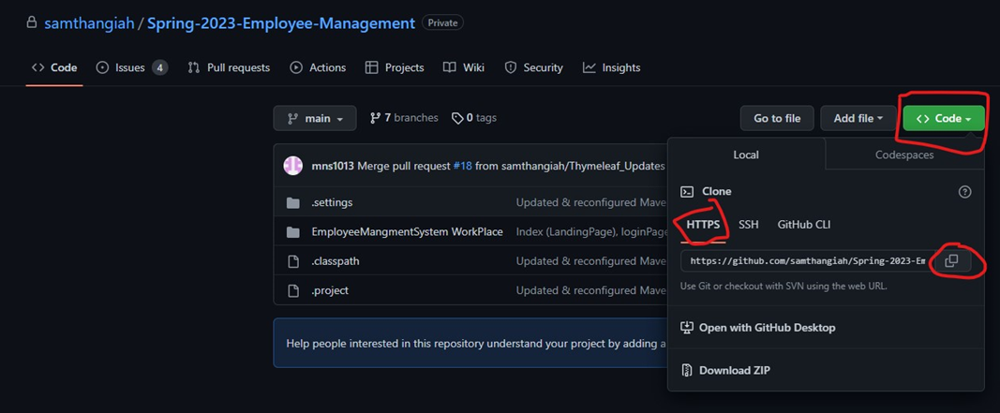 samthangiah / Spring-2023-Employee-Management Private
Code Issues 4 Pull requests Actions Projects Wiki Security Insights
main 7 branches 0 tags Go to file Add file Code
mns1013 Merge pull request #18 from samthangiah/Thymeleaf_Updates
.settings Updated & reconfigured Mave
EmployeeMangmentSystem WorkPlace Index (LandingPage), loginPag
.classpath Updated & reconfigured Mave
.project Updated & reconfigured Mave
Help people interested in this repository understand your project by adding a
Local Codespaces
Clone
HTTPS SSH GitHub CLI
https://github.com/samthangiah/Spring-2023-Em
Use Git or checkout with SVN using the web URL.
Open with GitHub Desktop
Download ZIP